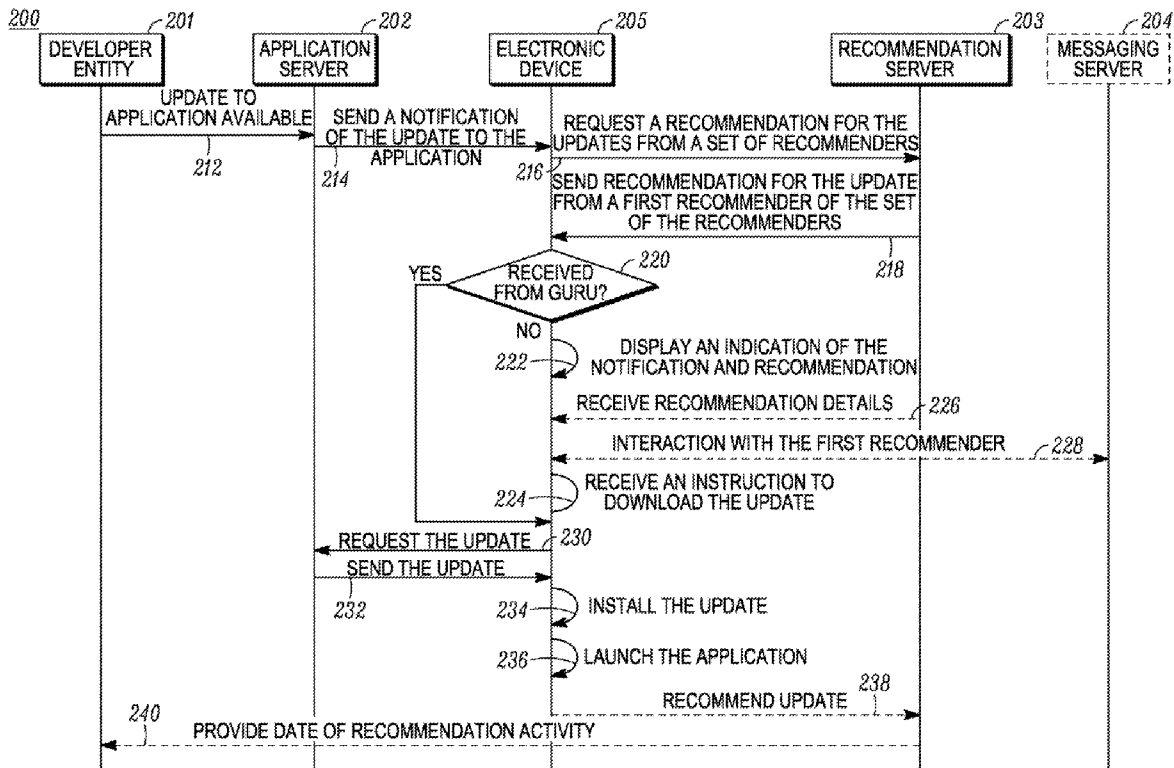 200
201
202
205
203
204
DEVELOPER
ENTITY
APPLICATION
SERVER
ELECTRONIC
DEVICE
RECOMMENDATION
SERVER
MESSAGING
SERVER
UPDATE TO
APPLICATION AVAILABLE
212
SEND A NOTIFICATION
OF THE UPDATE TO THE
APPLICATION
214
REQUEST A RECOMMENDATION FOR THE
UPDATES FROM A SET OF RECOMMENDERS
216
SEND RECOMMENDATION FOR THE UPDATE
FROM A FIRST RECOMMENDER OF THE SET
OF THE RECOMMENDERS
218
220
YES
RECEIVED
FROM GURU?
NO
222
DISPLAY AN INDICATION OF THE
NOTIFICATION AND RECOMMENDATION
RECEIVE RECOMMENDATION DETAILS
226
INTERACTION WITH THE FIRST RECOMMENDER
228
224
RECEIVE AN INSTRUCTION TO
DOWNLOAD THE UPDATE
REQUEST THE UPDATE
230
SEND THE UPDATE
232
234
INSTALL THE UPDATE
236
LAUNCH THE APPLICATION
RECOMMEND UPDATE
238
240
PROVIDE DATE OF RECOMMENDATION ACTIVITY